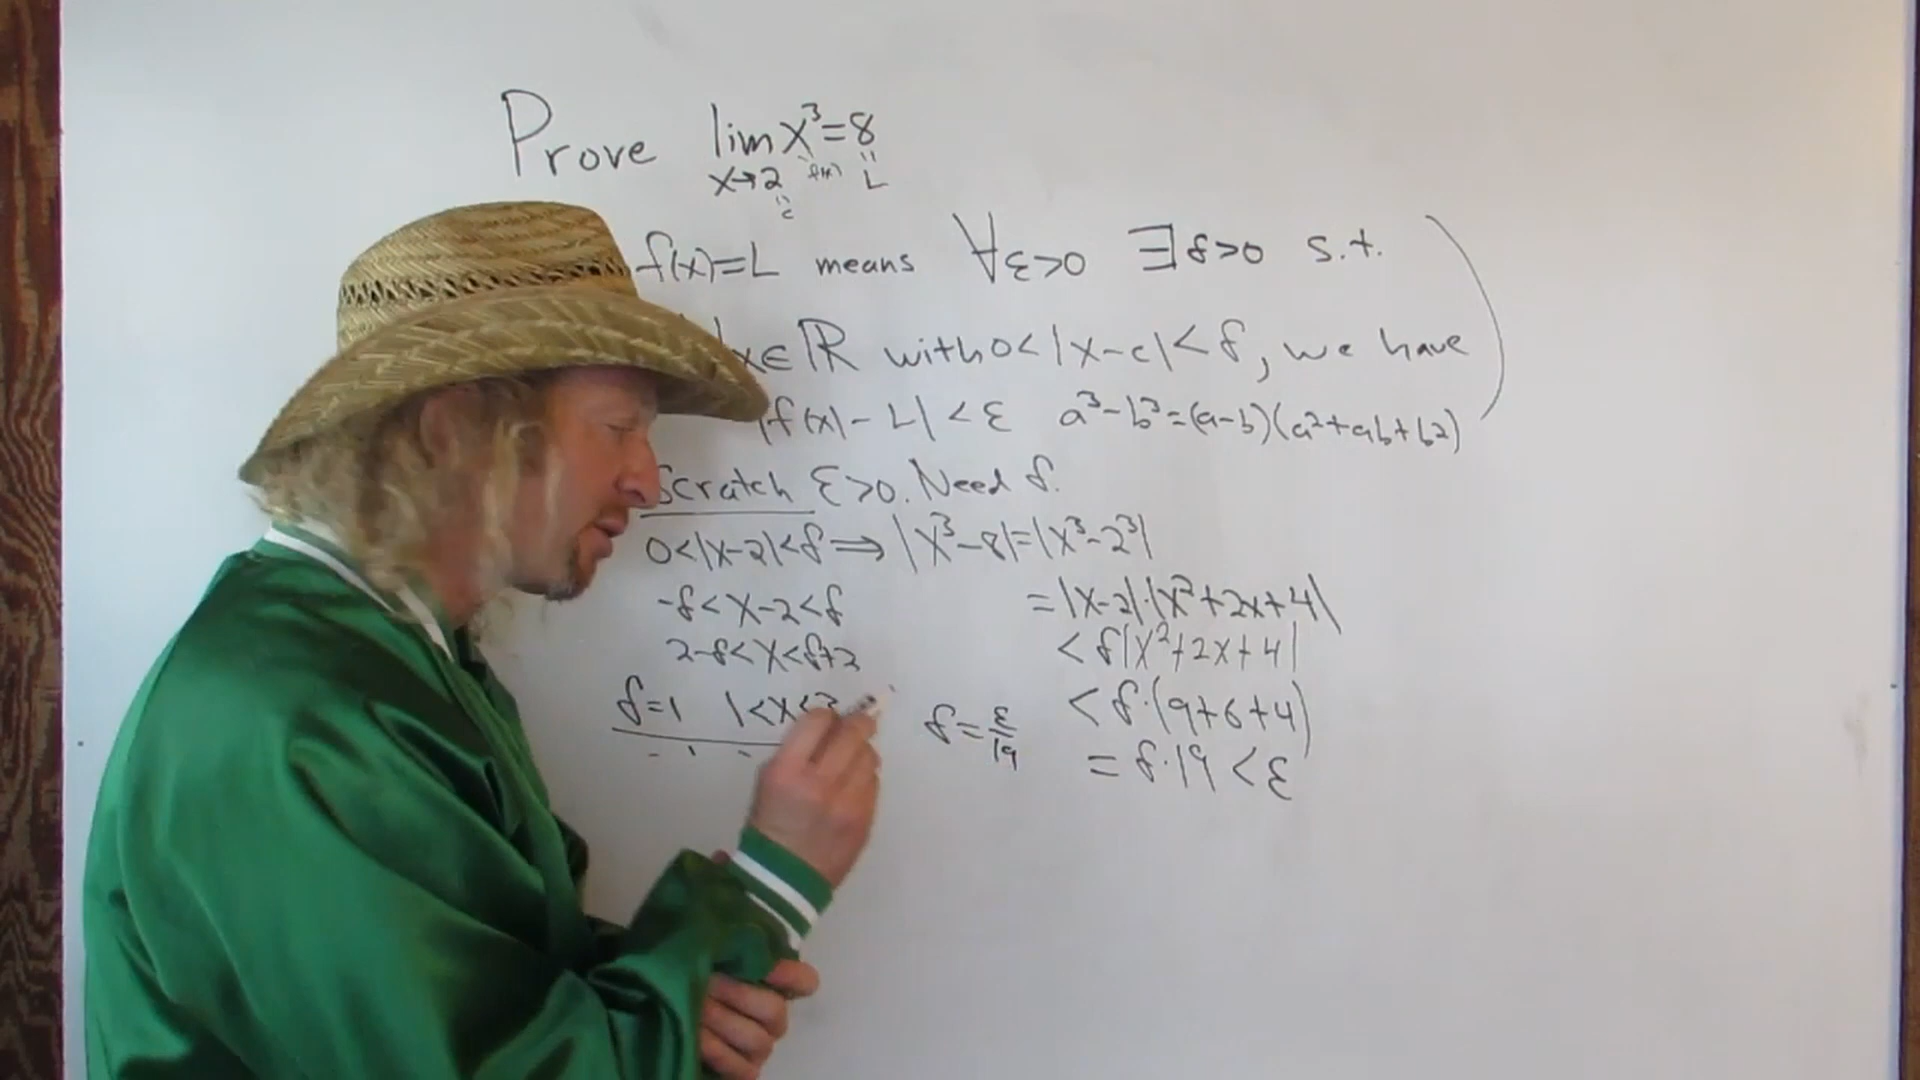 Prove lim x³ = 8
x→2 f(x) L
c
f(x)=L means ∀ε>0 ∃δ>0 s.t.
x∈ℝ with 0<|x-c|<δ, we have
|f(x)-L|<ε a³-b³=(a-b)(a²+ab+b²)
Scratch ε>0. Need δ.
0<|x-2|<δ ⇒ |x³-8|=|x³-2³|
-δ<x-2<δ =|x-2|·|x²+2x+4|
2-δ<x<δ+2 <δ|x²+2x+4|
δ=1 1<x<3 δ=ε/19 <δ·(9+6+4)
=δ·19<ε